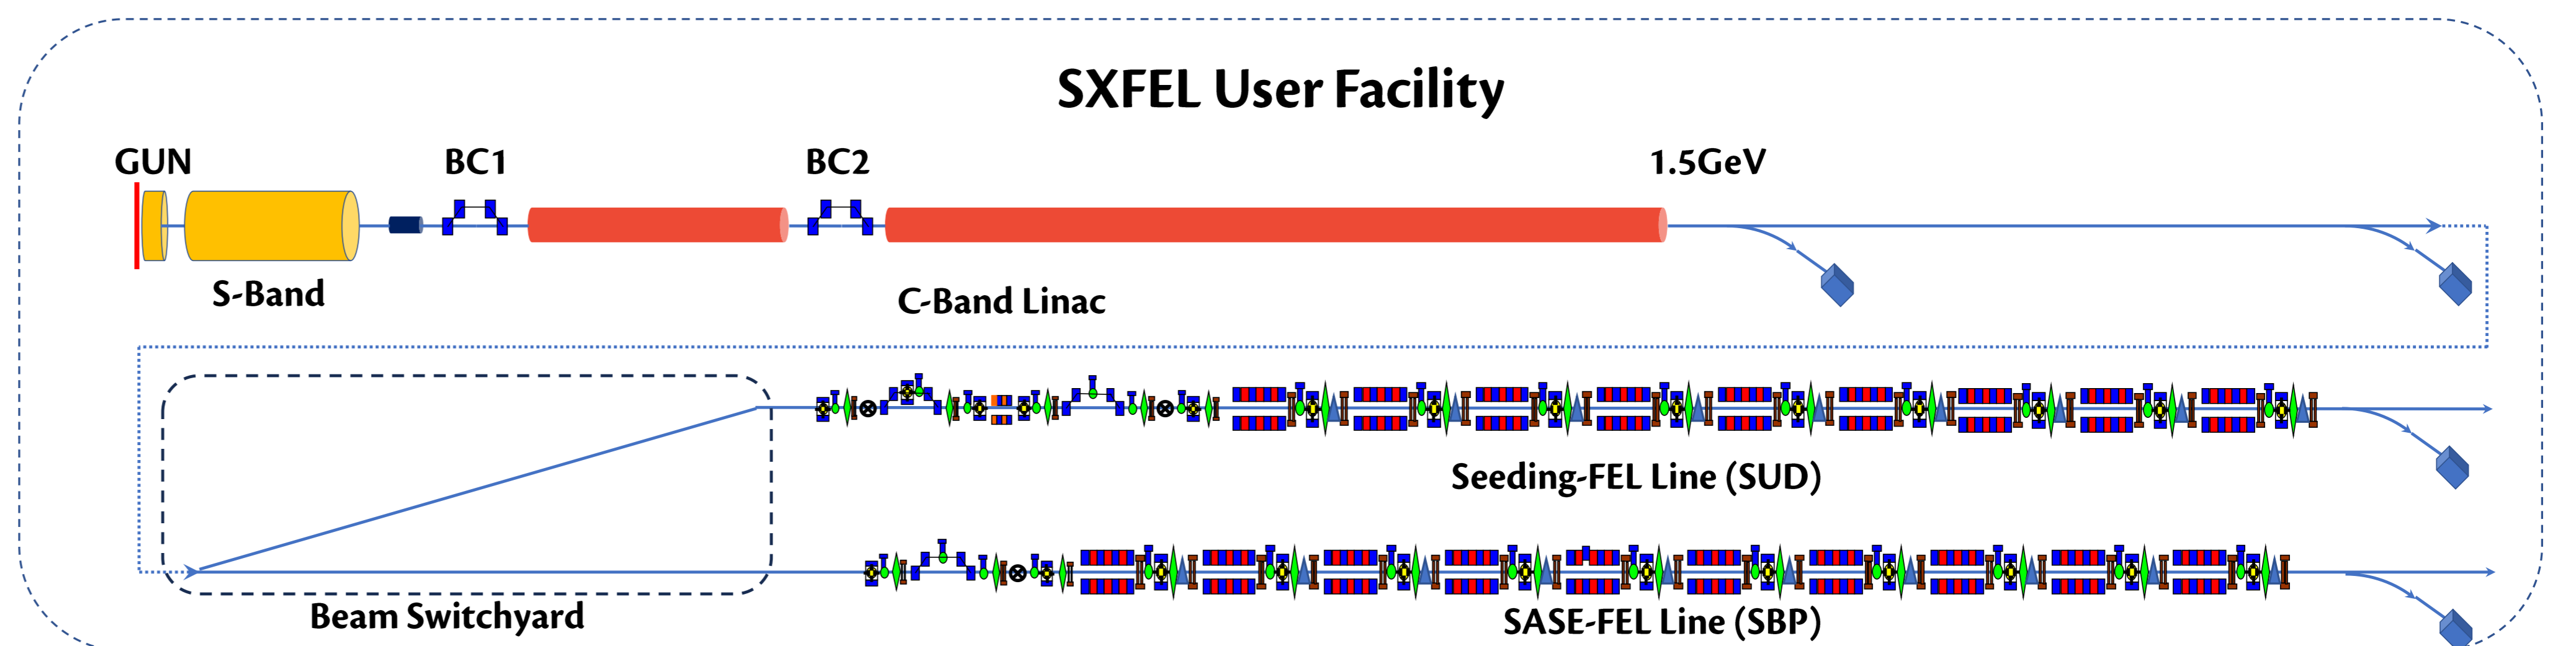 SXFEL User Facility
GUN
BC1
BC2
1.5GeV
S-Band
C-Band Linac
Seeding-FEL Line (SUD)
Beam Switchyard
SASE-FEL Line (SBP)